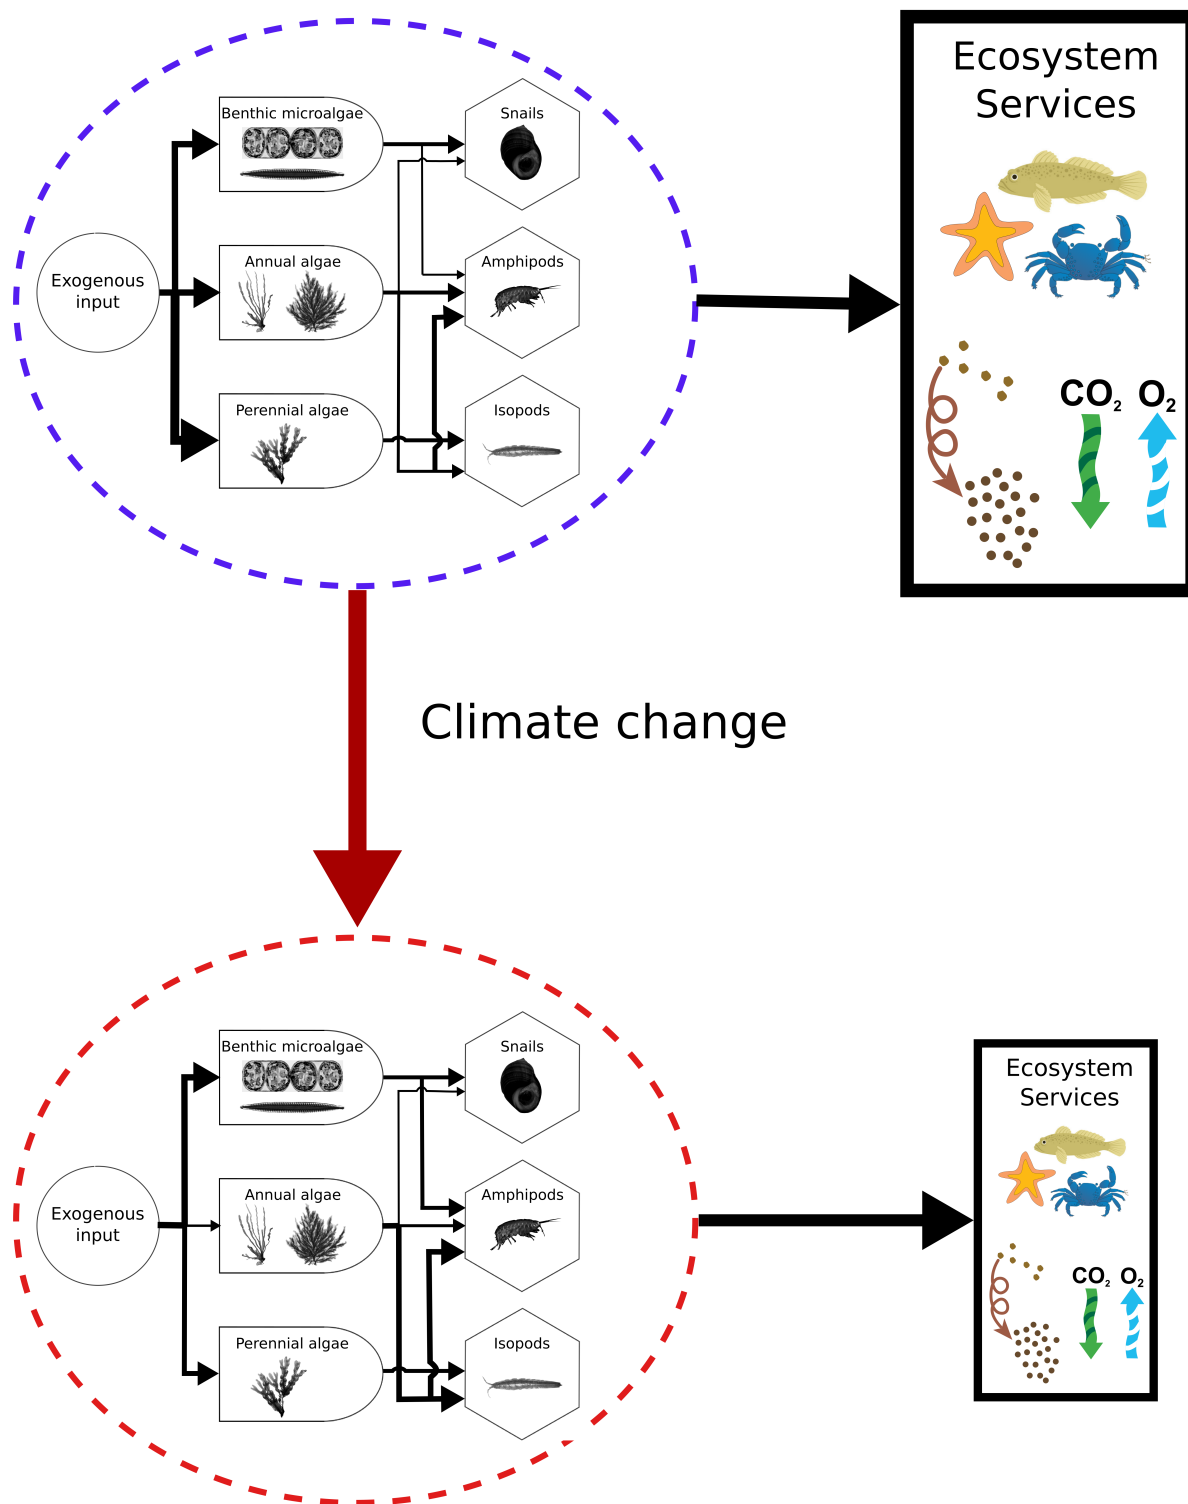 Ecosystem
Services
Benthic microalgae
Snails
Exogenous
input
Annual algae
Amphipods
Perennial algae
Isopods
CO₂ O₂
Climate change
Benthic microalgae
Snails
Ecosystem
Services
Exogenous
input
Annual algae
Amphipods
Perennial algae
Isopods
CO₂ O₂